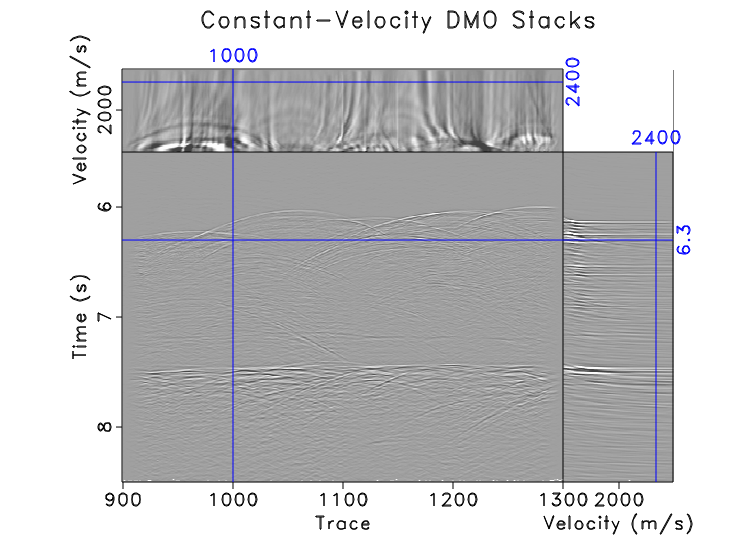 Constant-Velocity DMO Stacks
1000
2400
Velocity (m/s)
2000
2400
6
6.3
Time (s)
7
8
900 1000 1100 1200 1300 2000
Trace Velocity (m/s)